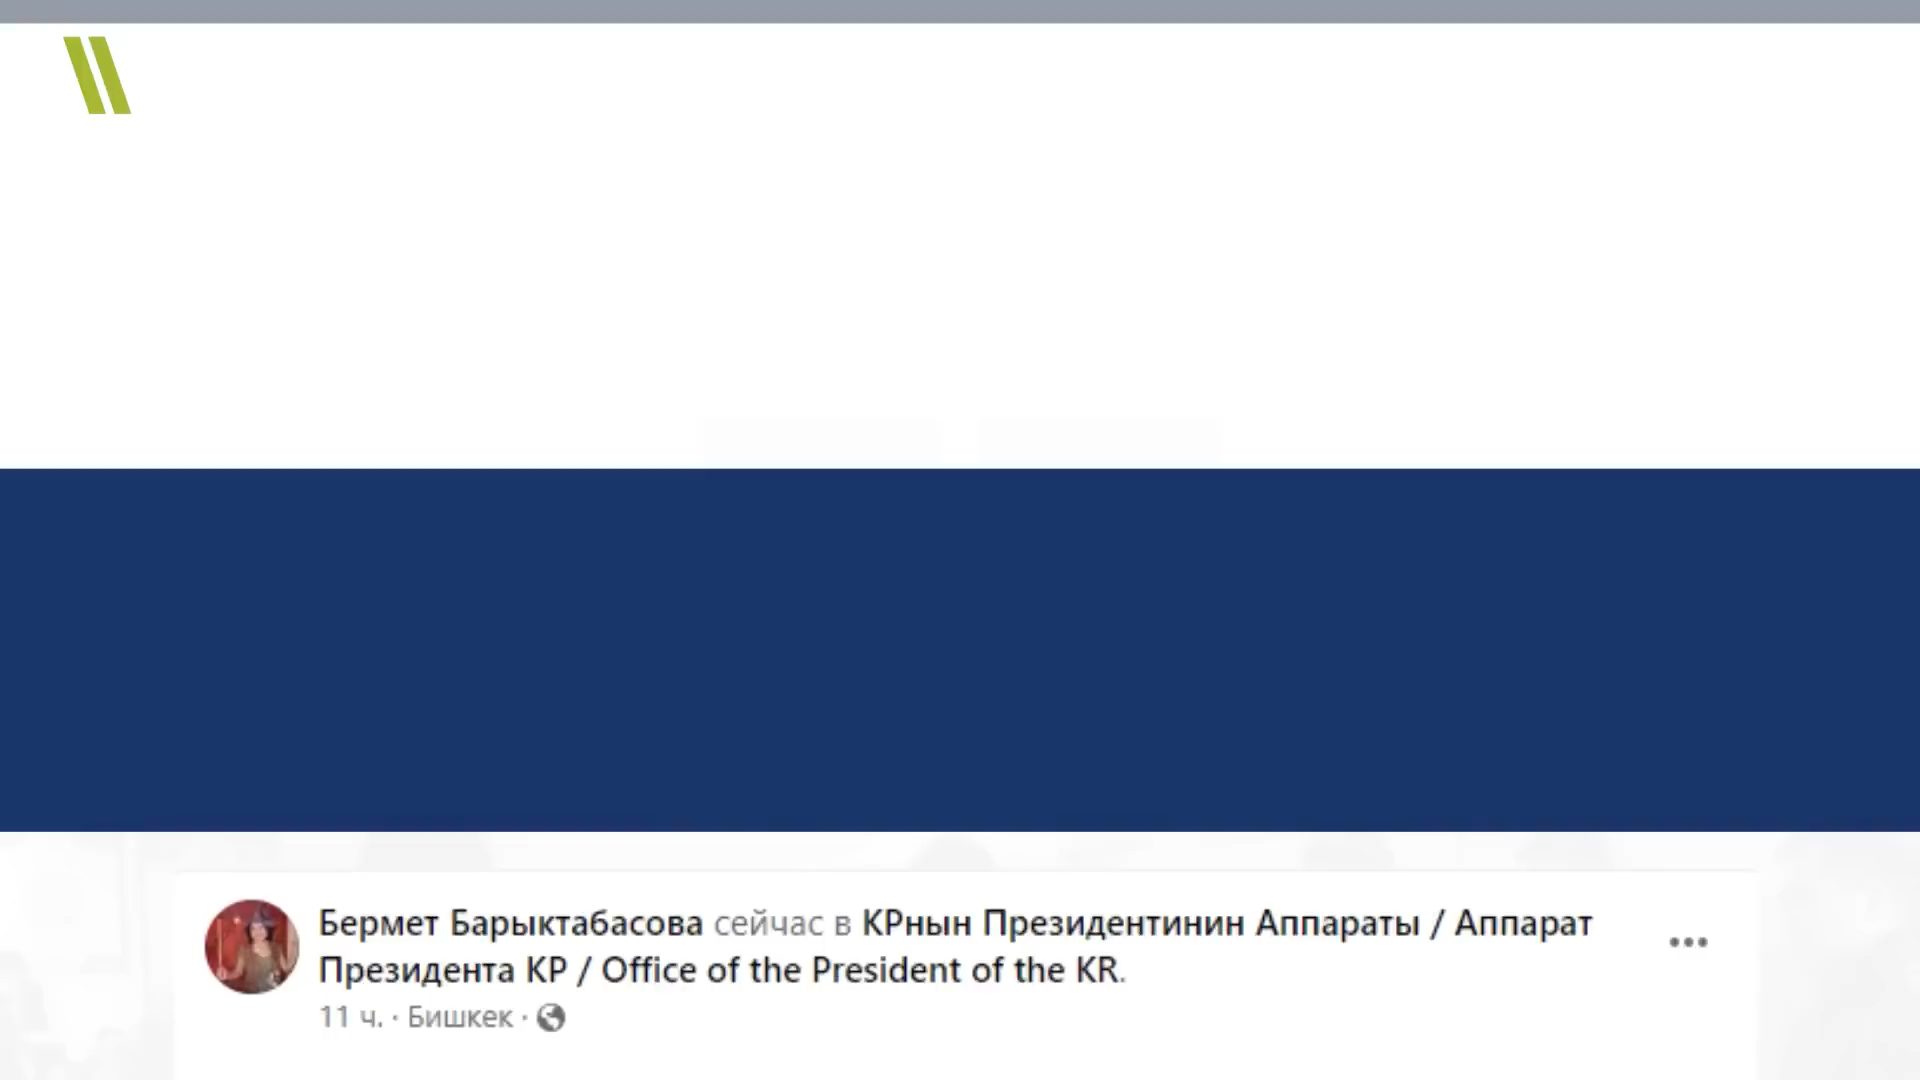 Бермет Барыктабасова сейчас в КРнын Президентинин Аппараты / Аппарат
Президента КР / Office of the President of the KR.
11 ч. · Бишкек ·